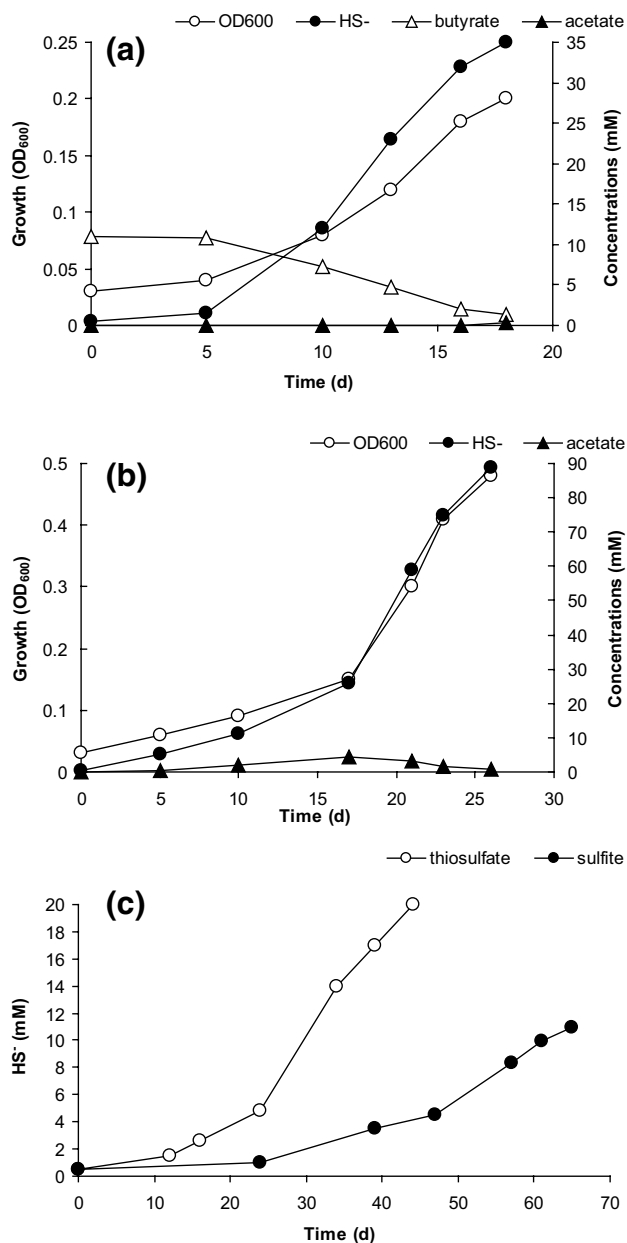 OD600 HS- butyrate acetate
(a)
0.25
0.2
0.15
0.1
0.05
0
35
30
25
20
15
10
5
0
Growth (OD600)
Concentrations (mM)
0 5 10 15 20
Time (d)
OD600 HS- acetate
(b)
0.5
0.4
0.3
0.2
0.1
0
90
80
70
60
50
40
30
20
10
0
Growth (OD600)
Concentrations (mM)
0 5 10 15 20 25 30
Time (d)
thiosulfate sulfite
(c)
20
18
16
14
12
10
8
6
4
2
0
HS- (mM)
0 10 20 30 40 50 60 70
Time (d)